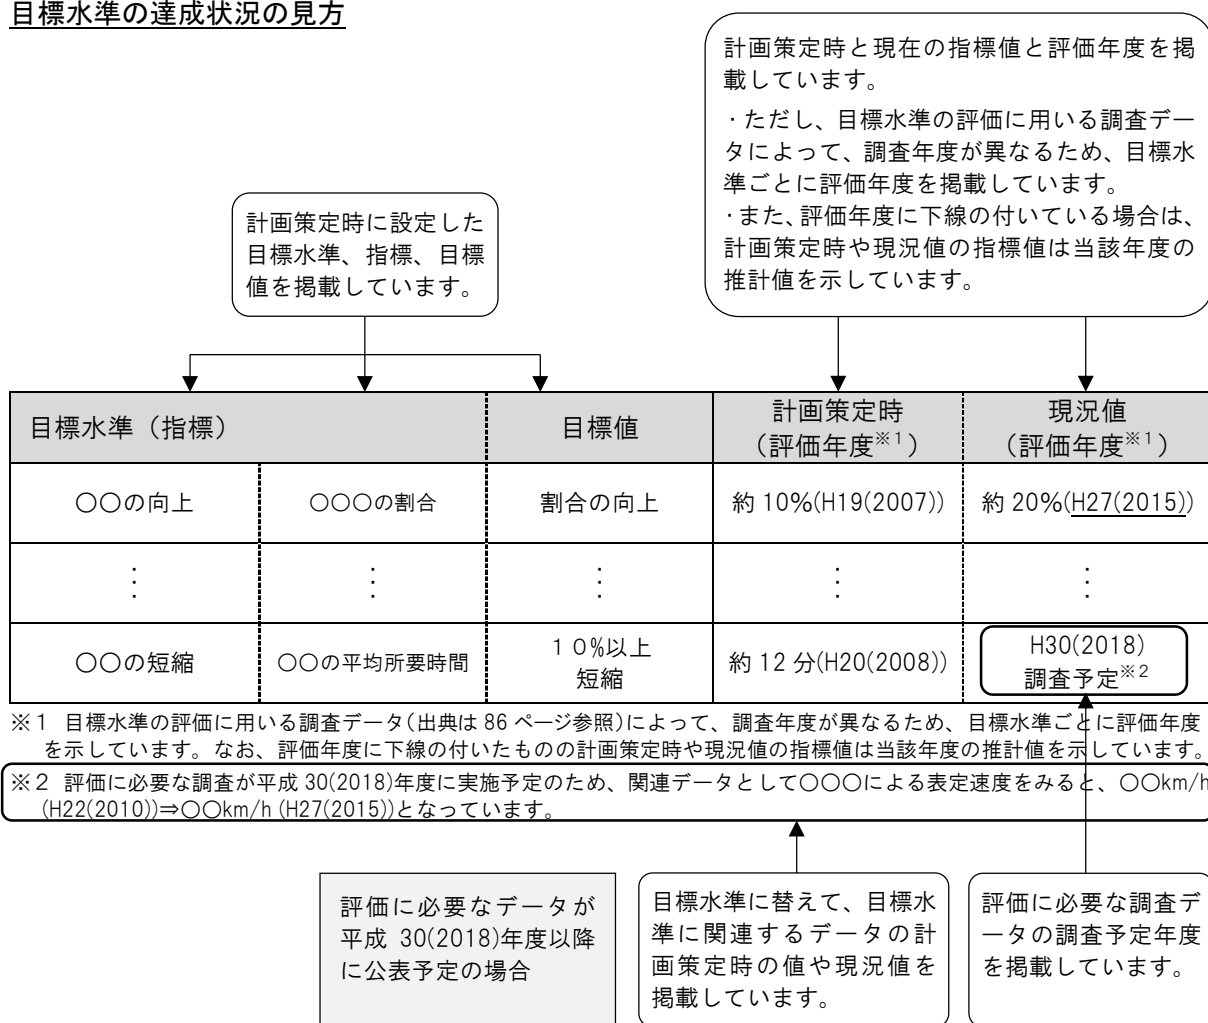 目標水準の達成状況の見方
計画策定時と現在の指標値と評価年度を掲
載しています。
・ただし、目標水準の評価に用いる調査デー
タによって、調査年度が異なるため、目標水
準ごとに評価年度を掲載しています。
・また、評価年度に下線の付いている場合は、
計画策定時や現況値の指標値は当該年度の
推計値を示しています。
計画策定時に設定した
目標水準、指標、目標
値を掲載しています。
目標水準（指標） 目標値 計画策定時 現況値
（評価年度※1） （評価年度※1）
〇〇の向上 〇〇〇の割合 割合の向上 約 10%(H19(2007)) 約 20%(H27(2015))
： ： ： ： ：
〇〇の短縮 〇〇の平均所要時間 １０%以上 約 12 分(H20(2008)) H30(2018)
短縮 調査予定※2
※１ 目標水準の評価に用いる調査データ(出典は 86 ページ参照)によって、調査年度が異なるため、目標水準ごとに評価年度
を示しています。なお、評価年度に下線の付いたものの計画策定時や現況値の指標値は当該年度の推計値を示しています。
※２ 評価に必要な調査が平成 30(2018)年度に実施予定のため、関連データとして〇〇〇による表定速度をみると、〇〇km/h
(H22(2010))⇒〇〇km/h (H27(2015))となっています。
評価に必要なデータが
平成 30(2018)年度以降
に公表予定の場合
目標水準に替えて、目標水
準に関連するデータの計
画策定時の値や現況値を
掲載しています。
評価に必要な調査デ
ータの調査予定年度
を掲載しています。